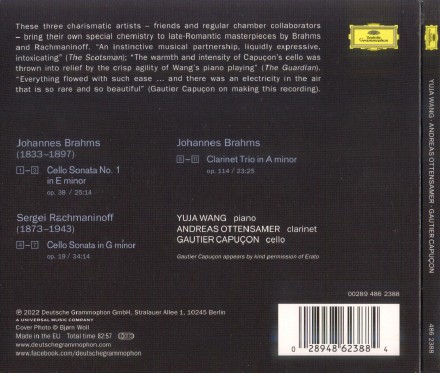 These three charismatic artists – friends and regular chamber collaborators
– bring their own special chemistry to late-Romantic masterpieces by Brahms
and Rachmaninoff. "An instinctive musical partnership, liquidly expressive,
intoxicating" (The Scotsman); "The warmth and intensity of Capuçon's cello
was thrown into relief by the crisp agility of Wang's piano playing" (The Guardian).
"Everything flowed with such ease ... and there was an electricity in the air
that is so rare and so beautiful" (Gautier Capuçon on making this recording).
Johannes Brahms
(1833–1897)
1–3 Cello Sonata No. 1
in E minor
op. 38 / 25:14
Sergei Rachmaninoff
(1873–1943)
4–7 Cello Sonata in G minor
op. 19 / 34:14
Johannes Brahms
8–11 Clarinet Trio in A minor
op. 114 / 23:25
YUJA WANG piano
ANDREAS OTTENSAMER clarinet
GAUTIER CAPUÇON cello
Gautier Capuçon appears by kind permission of Erato
00289 486 2388
℗ 2022 Deutsche Grammophon GmbH, Stralauer Allee 1, 10245 Berlin
A UNIVERSAL MUSIC COMPANY
Cover Photo © Bjørn Woll
Made in the EU Total time 82:57
www.deutschegrammophon.com
www.facebook.com/deutschegrammophon
0 28948 62388 4
YUJA WANG · ANDREAS OTTENSAMER · GAUTIER CAPUÇON
486 2388